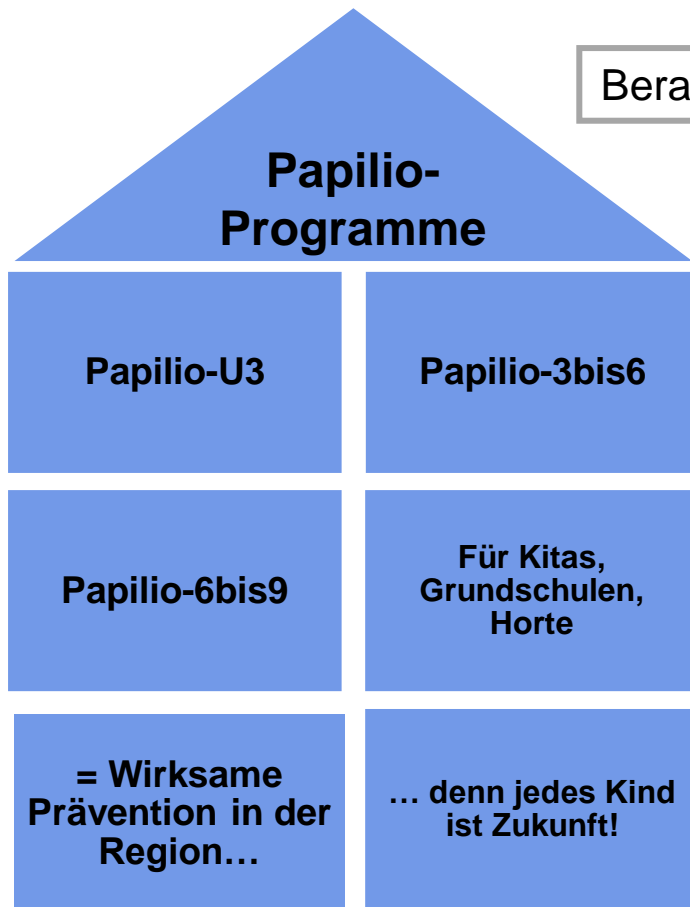 Papilio-
Programme
Papilio-U3
Papilio-3bis6
Papilio-6bis9
Für Kitas,
Grundschulen,
Horte
= Wirksame
Prävention in der
Region…
… denn jedes Kind
ist Zukunft!